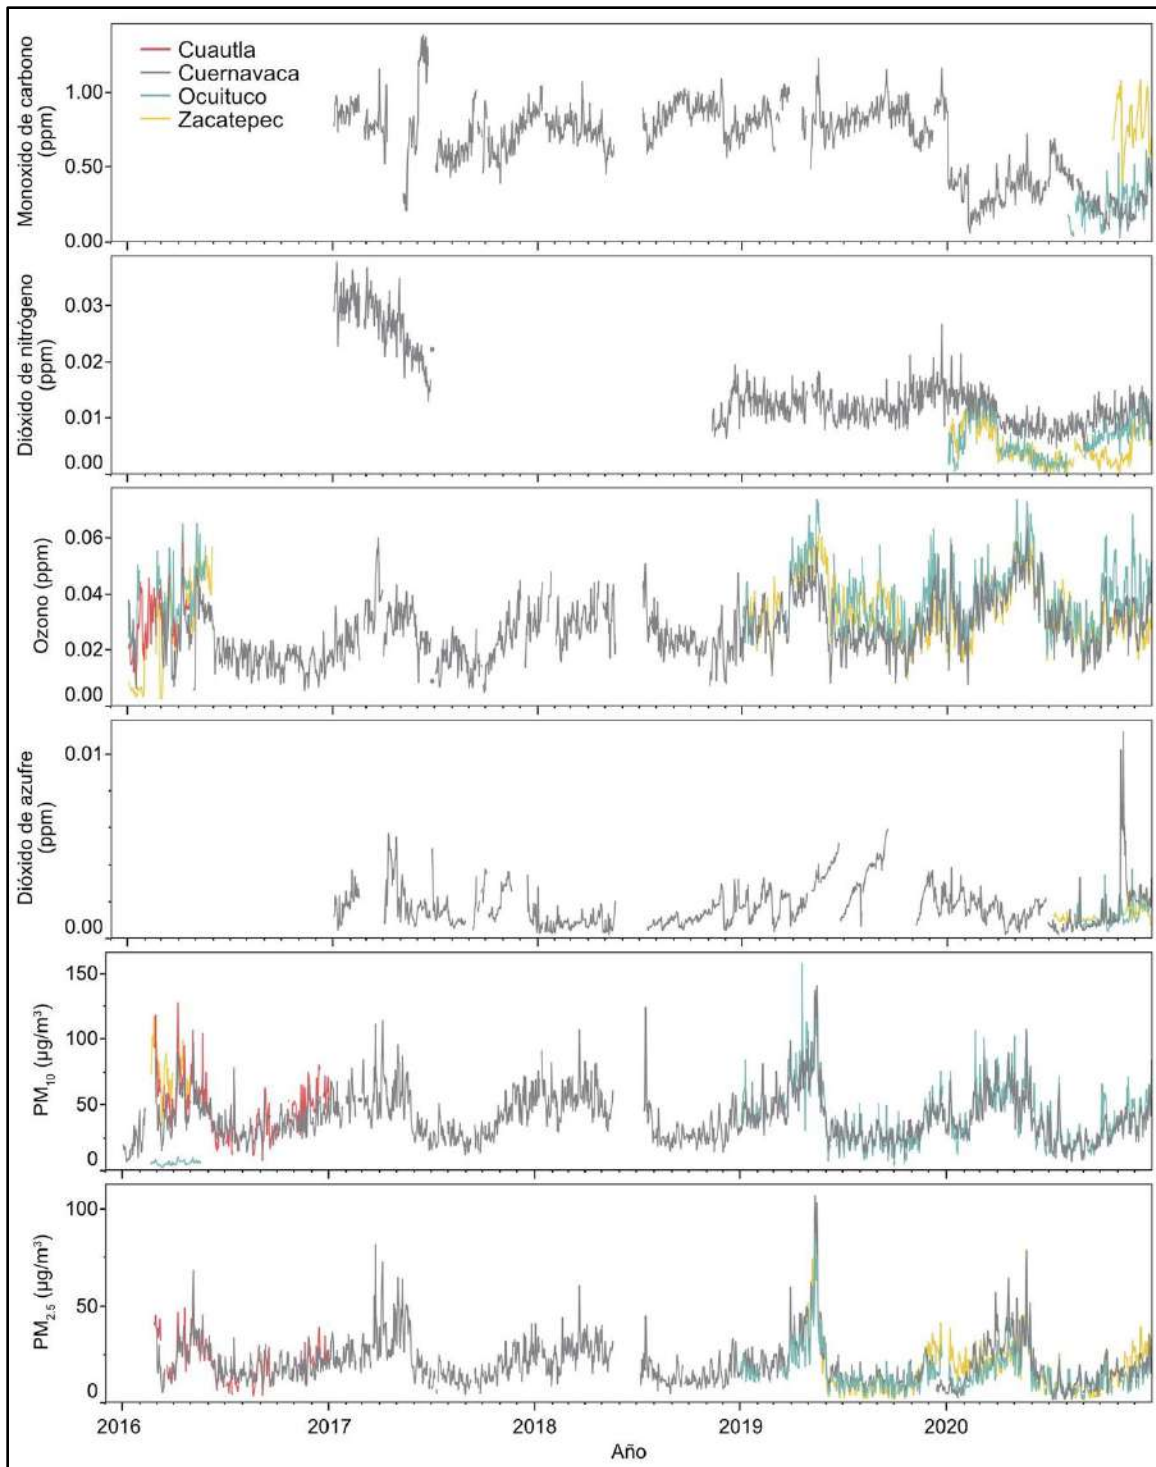 Cuautla
Cuernavaca
Ocuituco
Zacatepec
Monoxido de carbono
(ppm)
1.00
0.50
0.00
Dióxido de nitrógeno
(ppm)
0.03
0.02
0.01
0.00
Ozono (ppm)
0.06
0.04
0.02
0.00
Dióxido de azufre
(ppm)
0.01
0.00
PM10 (µg/m³)
150
100
50
0
PM2.5 (µg/m³)
100
50
0
2016 2017 2018 2019 2020
Año